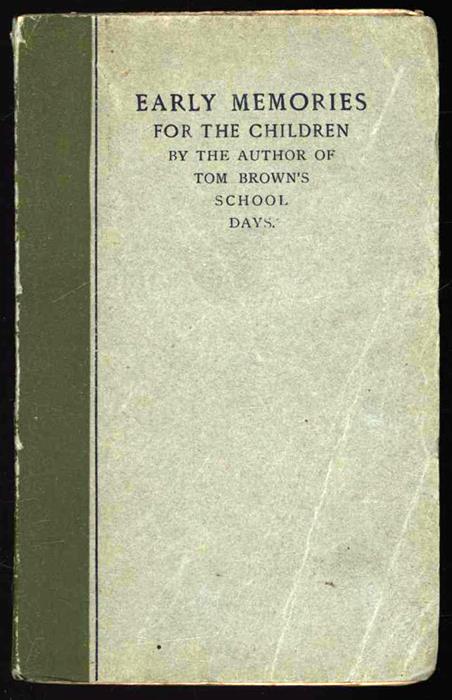 EARLY MEMORIES
FOR THE CHILDREN
BY THE AUTHOR OF
TOM BROWN'S
SCHOOL
DAYS.